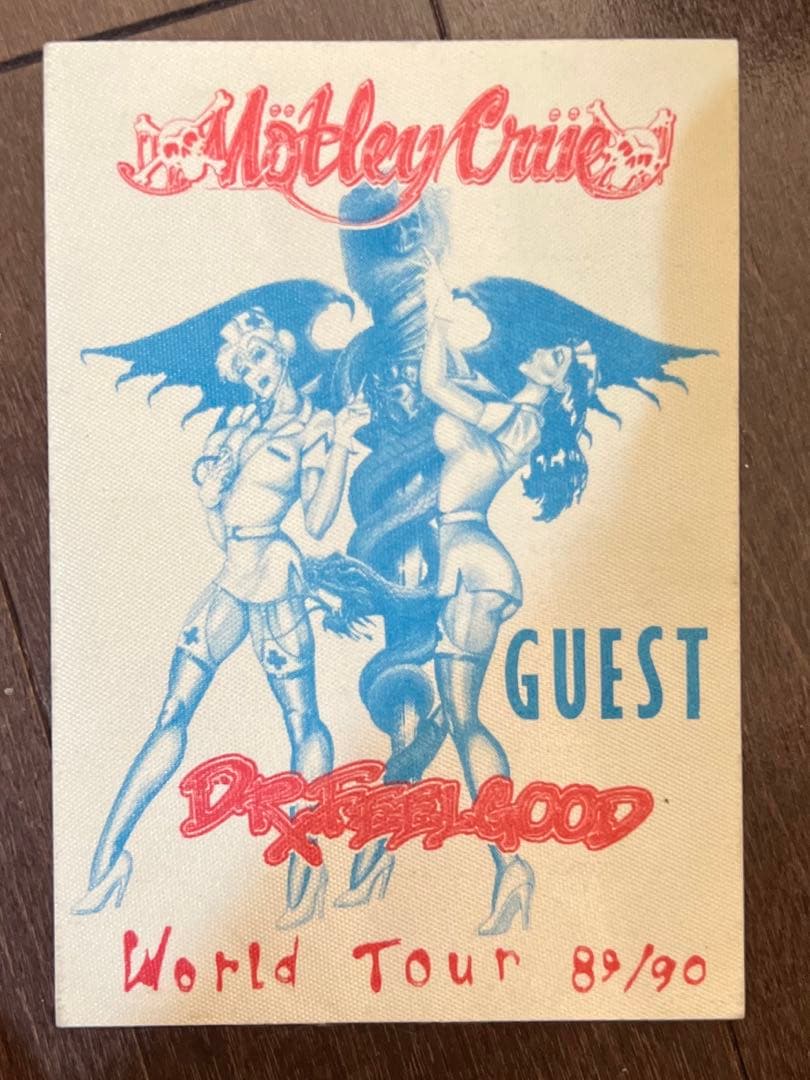 Mötley Crüe
GUEST
DR. FEELGOOD
World Tour 89/90